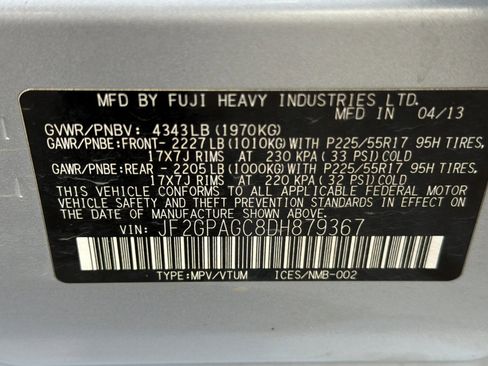 MFD BY FUJI HEAVY INDUSTRIES LTD.
MFD IN 04/13
GVWR/PNBV: 4343LB (1970KG)
GAWR/PNBE:FRONT- 2227LB (1010KG)WITH P225/55R17 95H TIRES,
17X7J RIMS AT 230 KPA (33 PSI)COLD
GAWR/PNBE: REAR- 2205LB (1000KG)WITH P225/55R17 95H TIRES,
17X7J RIMS AT 220 KPA (32 PSI)COLD
THIS VEHICLE CONFORMS TO ALL APPLICABLE FEDERAL MOTOR
VEHICLE SAFETY AND THEFT PREVENTION STANDARDS IN EFFECT ON
THE DATE OF MANUFACTURE SHOWN ABOVE.
VIN: JF2GPAGC8DH879367
TYPE:MPV/VTUM ICES/NMB-002